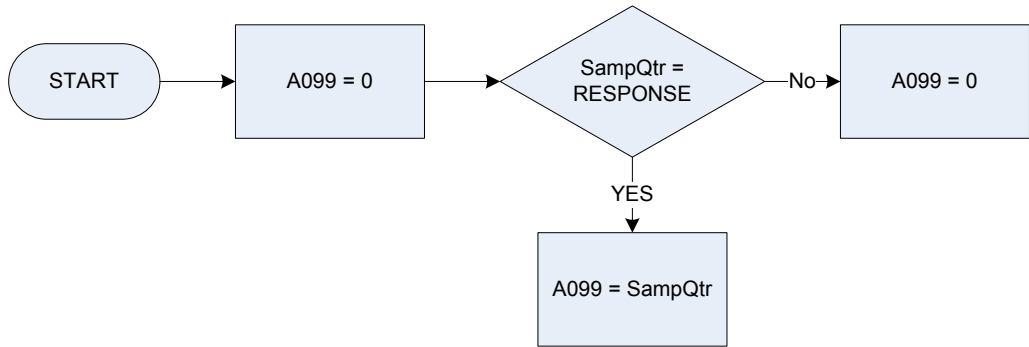 START
A099 = 0
SampQtr =
RESPONSE
No
A099 = 0
YES
A099 = SampQtr